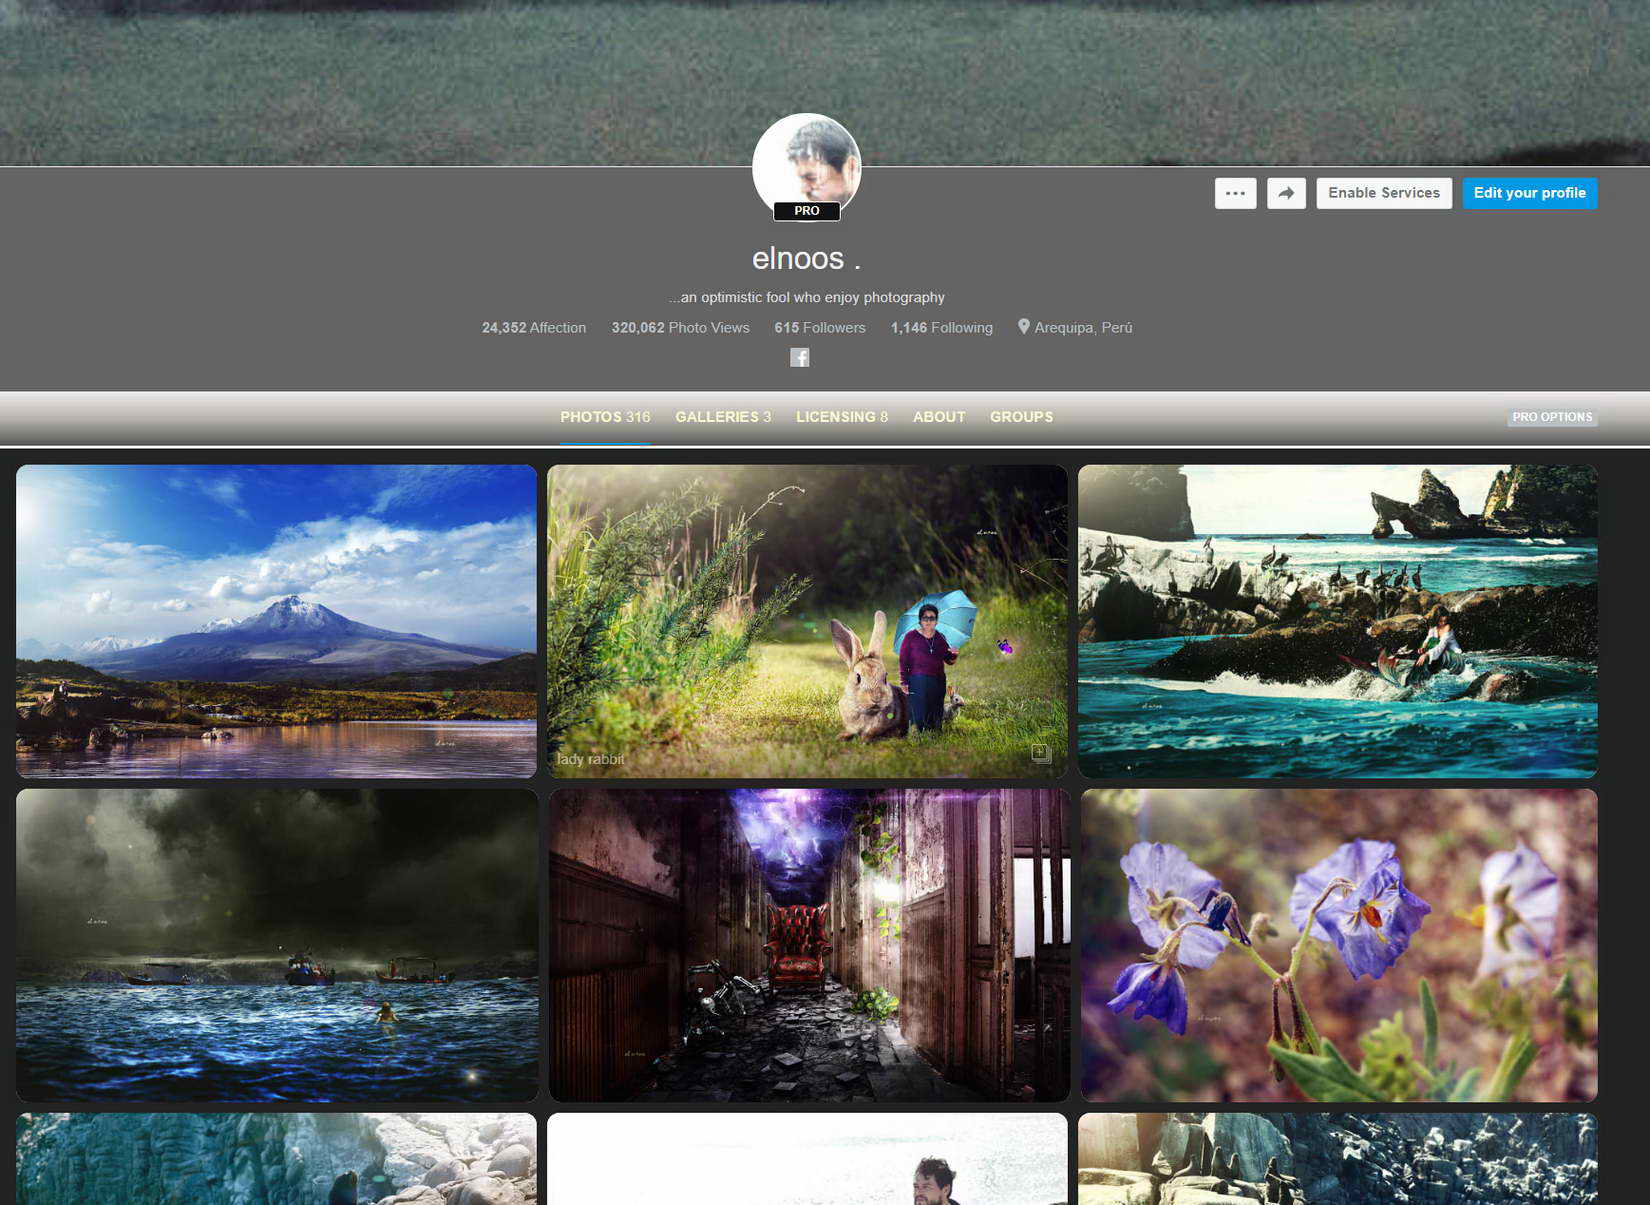 PRO
... Enable Services Edit your profile
elnoos .
...an optimistic fool who enjoy photography
24,352 Affection 320,062 Photo Views 615 Followers 1,146 Following Arequipa, Perú
f
PHOTOS 316 GALLERIES 3 LICENSING 8 ABOUT GROUPS PRO OPTIONS
lady rabbit